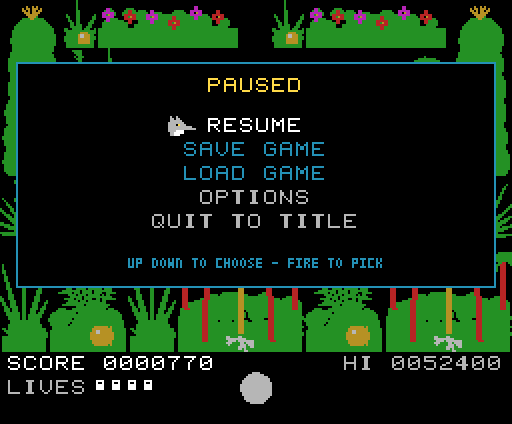 PAUSED
RESUME
SAVE GAME
LOAD GAME
OPTIONS
QUIT TO TITLE
UP DOWN TO CHOOSE - FIRE TO PICK
SCORE 0000770 HI 0052400
LIVES